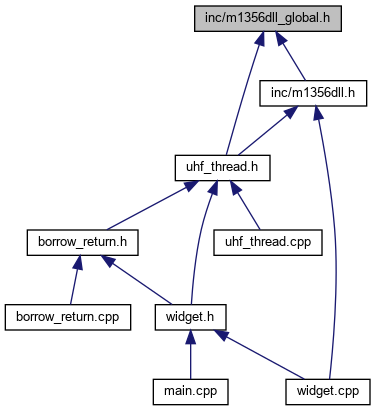 inc/m1356dll_global.h
inc/m1356dll.h
uhf_thread.h
borrow_return.h
uhf_thread.cpp
borrow_return.cpp
widget.h
main.cpp
widget.cpp